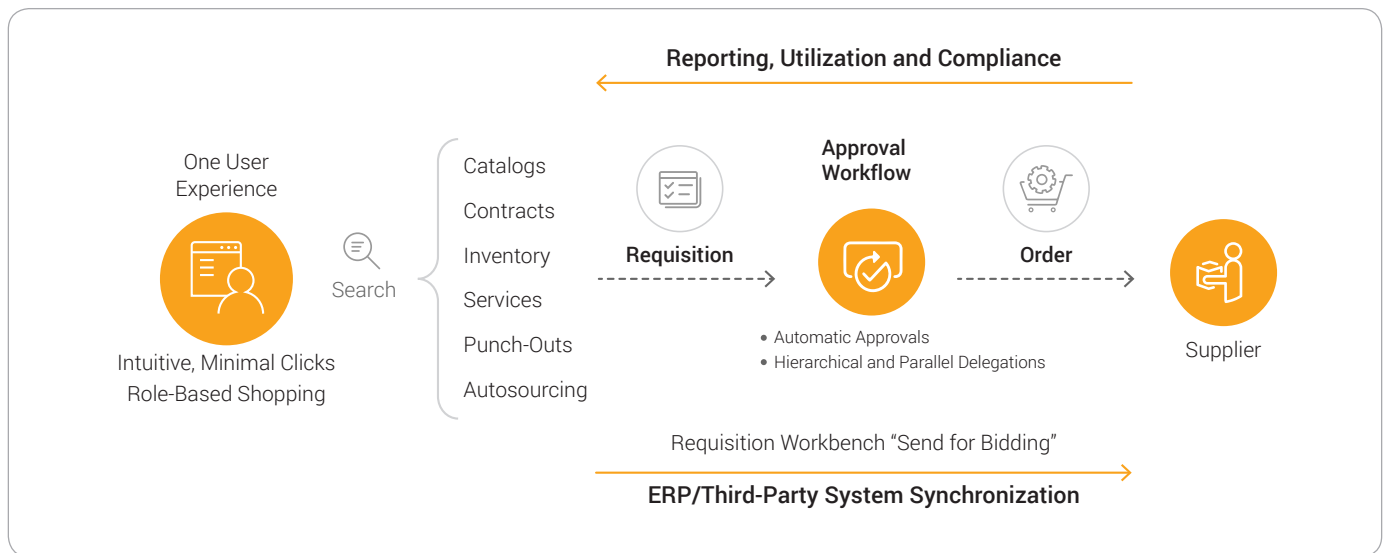 Reporting, Utilization and Compliance
One User
Experience
Intuitive, Minimal Clicks
Role-Based Shopping
Search
Catalogs
Contracts
Inventory
Services
Punch-Outs
Autosourcing
Requisition
Approval
Workflow
• Automatic Approvals
• Hierarchical and Parallel Delegations
Order
Supplier
Requisition Workbench “Send for Bidding”
ERP/Third-Party System Synchronization